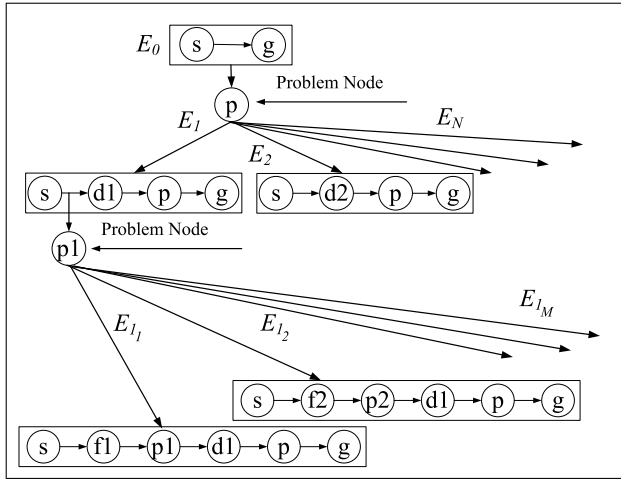 E0 s g
Problem Node
p
E1 E2 EN
s d1 p g s d2 p g
Problem Node
p1
E11 E12 E1M
s f2 p2 d1 p g
s f1 p1 d1 p g